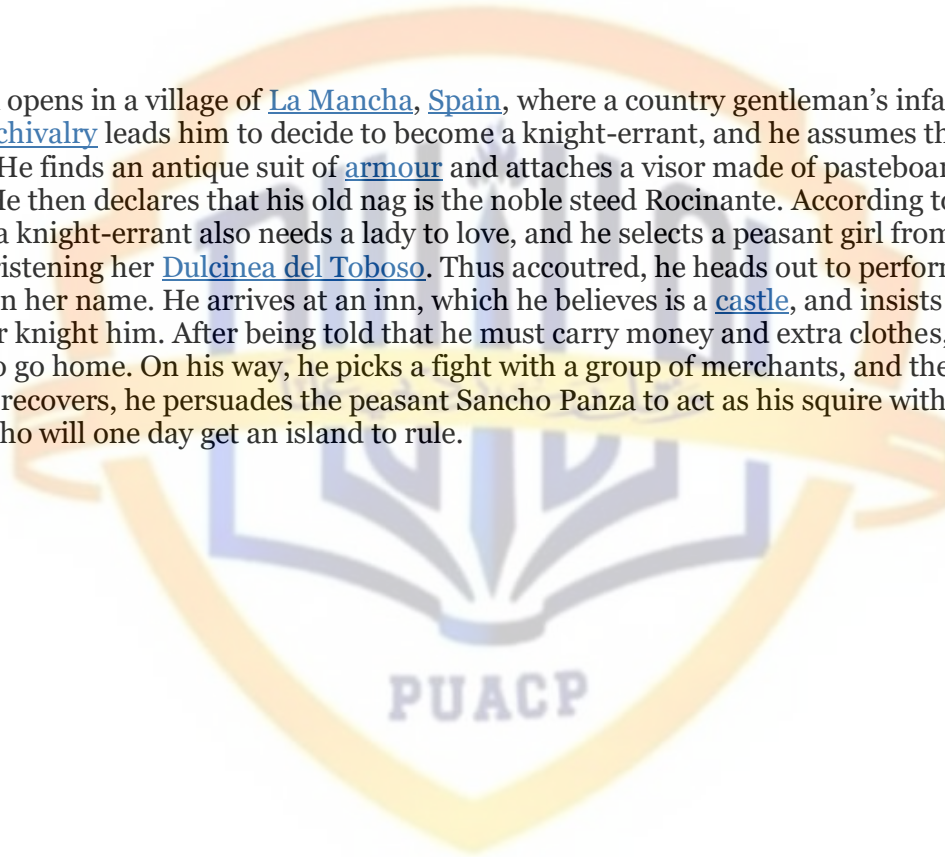 opens in a village of La Mancha, Spain, where a country gentleman’s infa
chivalry leads him to decide to become a knight-errant, and he assumes th
He finds an antique suit of armour and attaches a visor made of pasteboar
He then declares that his old nag is the noble steed Rocinante. According to
a knight-errant also needs a lady to love, and he selects a peasant girl from
ristening her Dulcinea del Toboso. Thus accoutred, he heads out to perform
n her name. He arrives at an inn, which he believes is a castle, and insists
r knight him. After being told that he must carry money and extra clothes,
o go home. On his way, he picks a fight with a group of merchants, and the
recovers, he persuades the peasant Sancho Panza to act as his squire with
ho will one day get an island to rule.
PUACP